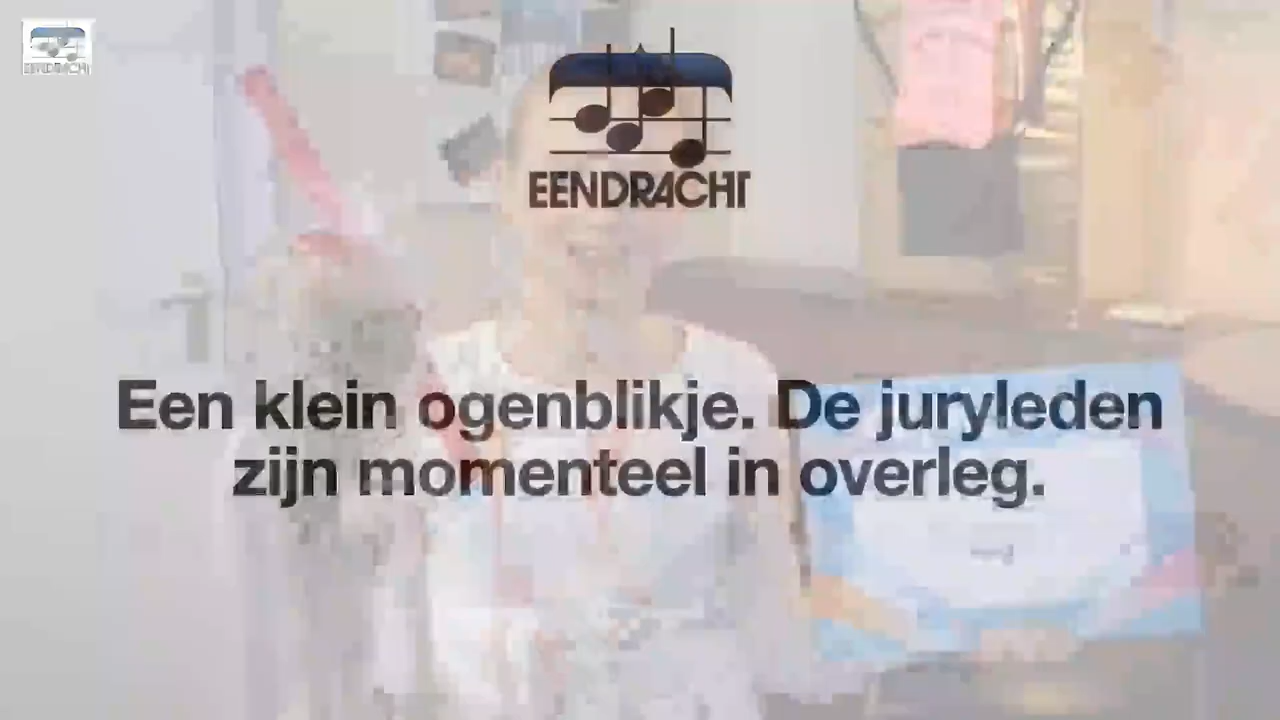 EENDRACHT
EENDRACHT
Een klein ogenblikje. De juryleden
zijn momenteel in overleg.